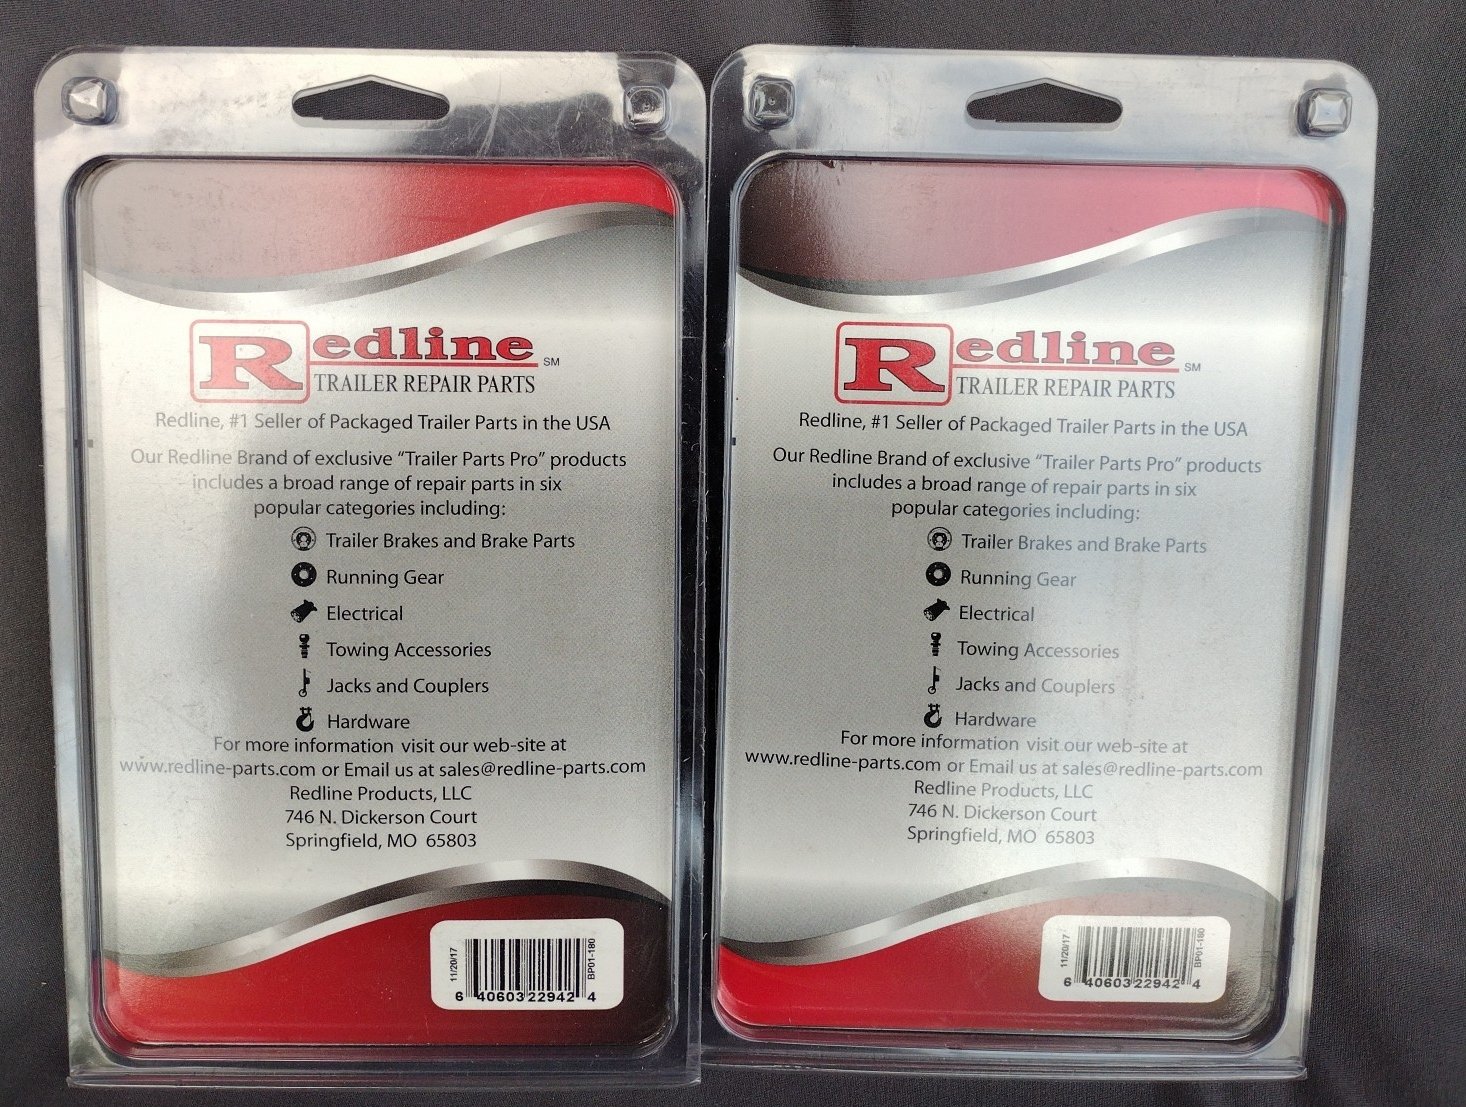 Redline SM
TRAILER REPAIR PARTS
Redline, #1 Seller of Packaged Trailer Parts in the USA
Our Redline Brand of exclusive “Trailer Parts Pro” products
includes a broad range of repair parts in six
popular categories including:
Trailer Brakes and Brake Parts
Running Gear
Electrical
Towing Accessories
Jacks and Couplers
Hardware
For more information visit our web-site at
www.redline-parts.com or Email us at sales@redline-parts.com
Redline Products, LLC
746 N. Dickerson Court
Springfield, MO 65803
11/20/17
BP01-180
6 40603 22942 4
Redline SM
TRAILER REPAIR PARTS
Redline, #1 Seller of Packaged Trailer Parts in the USA
Our Redline Brand of exclusive “Trailer Parts Pro” products
includes a broad range of repair parts in six
popular categories including:
Trailer Brakes and Brake Parts
Running Gear
Electrical
Towing Accessories
Jacks and Couplers
Hardware
For more information visit our web-site at
www.redline-parts.com or Email us at sales@redline-parts.com
Redline Products, LLC
746 N. Dickerson Court
Springfield, MO 65803
11/20/17
BP01-180
6 40603 22942 4